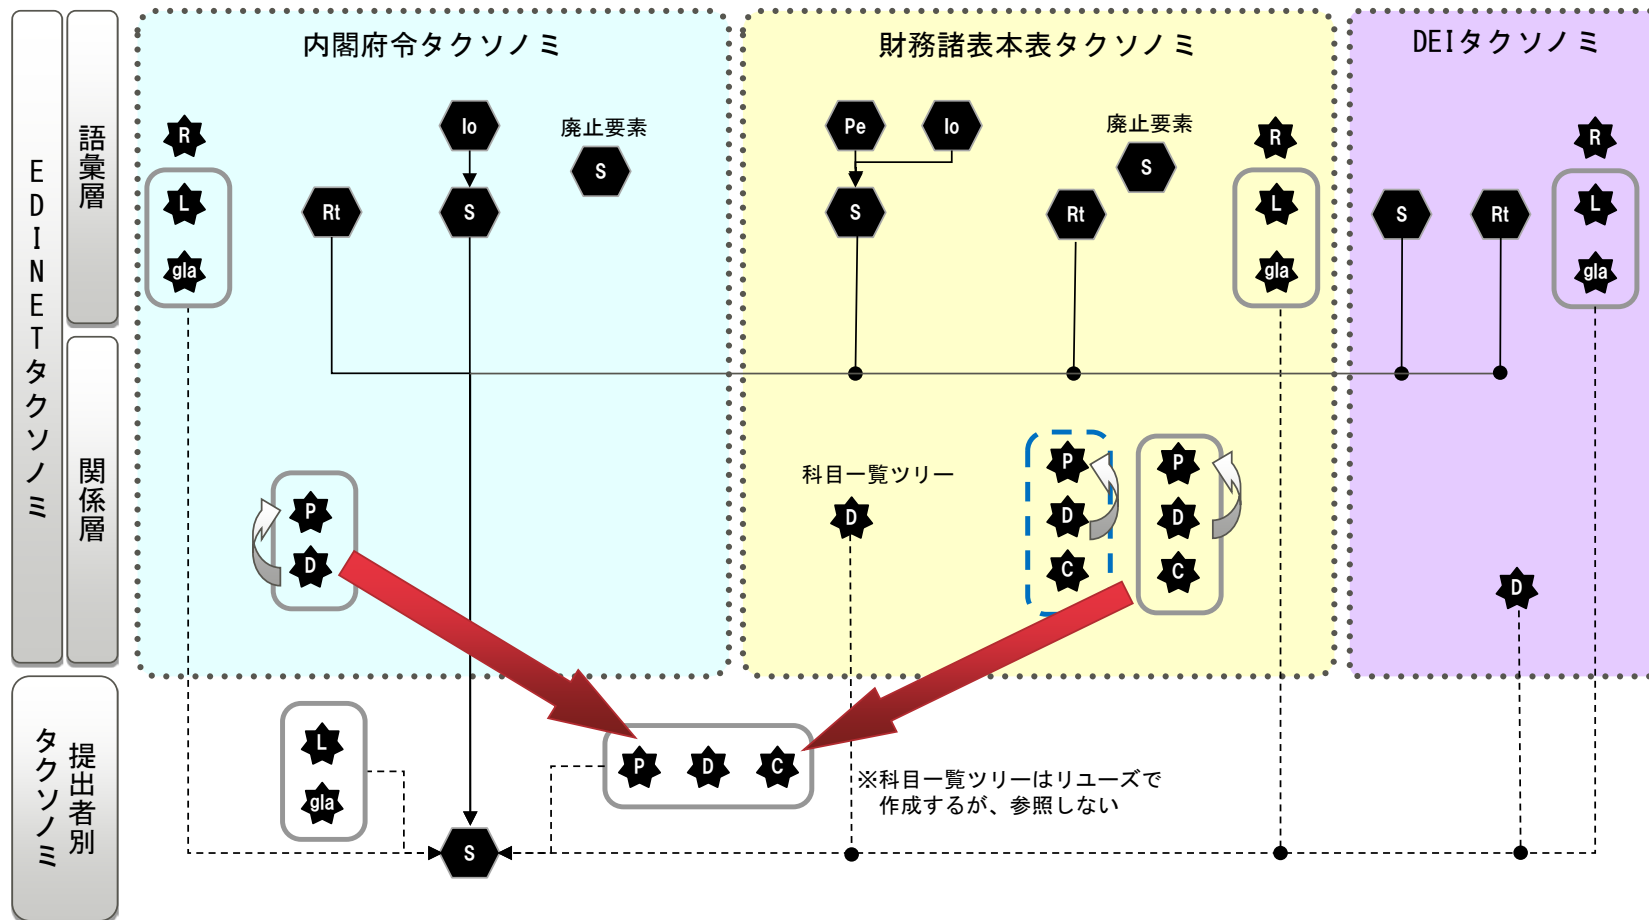 EDINETタクソノミ
語彙層
関係層
提出者別
タクソノミ
内閣府令タクソノミ
R
L
gla
Rt
Io
S
廃止要素
S
P
D
財務諸表本表タクソノミ
Pe
Io
S
廃止要素
S
Rt
R
L
gla
科目一覧ツリー
D
P
D
C
P
D
C
DEIタクソノミ
S
Rt
R
L
gla
D
L
gla
P D C
※科目一覧ツリーはリユーズで
作成するが、参照しない
S